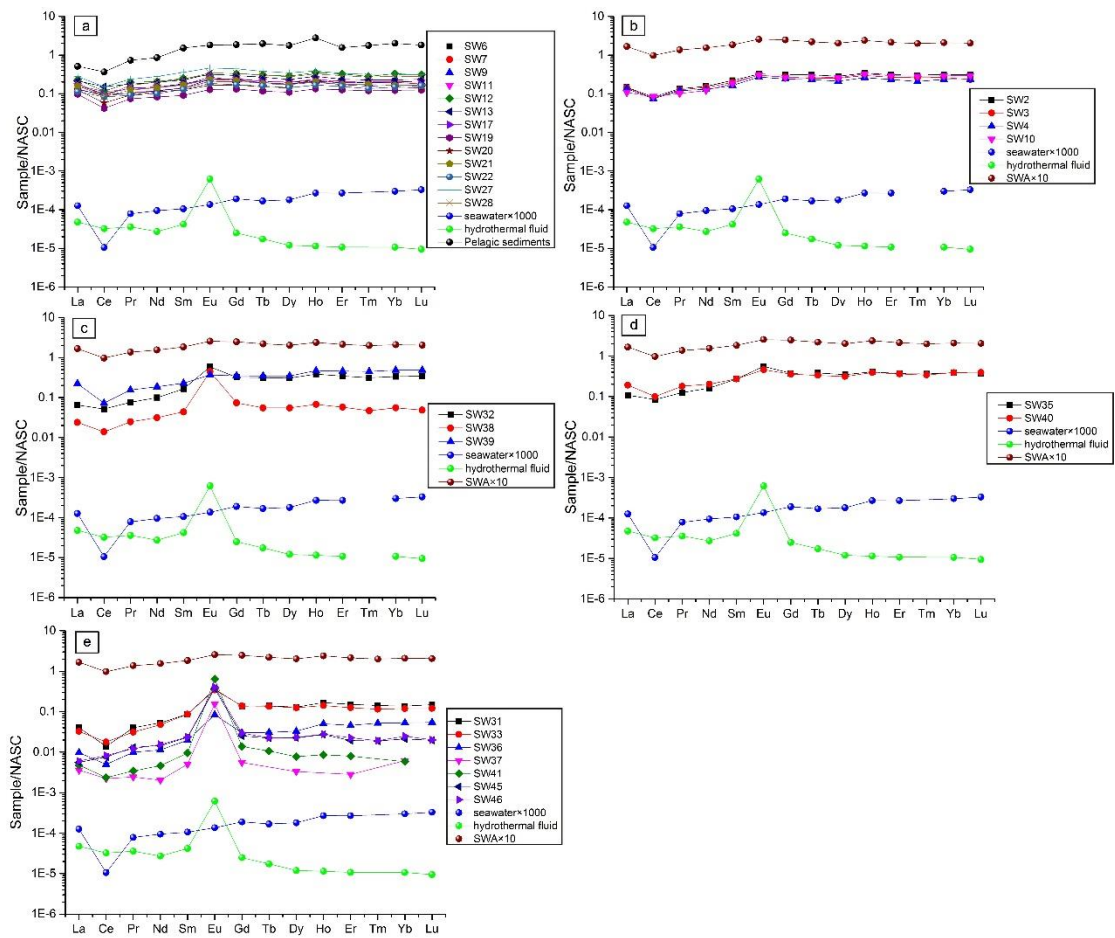 a
Sample/NASC
10
1
0.1
0.01
1E-3
1E-4
1E-5
1E-6
La Ce Pr Nd Sm Eu Gd Tb Dy Ho Er Tm Yb Lu
SW6
SW7
SW9
SW11
SW12
SW13
SW17
SW19
SW20
SW21
SW22
SW27
SW28
seawater×1000
hydrothermal fluid
Pelagic sediments
b
Sample/NASC
10
1
0.1
0.01
1E-3
1E-4
1E-5
1E-6
La Ce Pr Nd Sm Eu Gd Tb Dy Ho Er Tm Yb Lu
SW2
SW3
SW4
SW10
seawater×1000
hydrothermal fluid
SWA×10
c
Sample/NASC
10
1
0.1
0.01
1E-3
1E-4
1E-5
1E-6
La Ce Pr Nd Sm Eu Gd Tb Dy Ho Er Tm Yb Lu
SW32
SW38
SW39
seawater×1000
hydrothermal fluid
SWA×10
d
Sample/NASC
10
1
0.1
0.01
1E-3
1E-4
1E-5
1E-6
La Ce Pr Nd Sm Eu Gd Tb Dy Ho Er Tm Yb Lu
SW35
SW40
seawater×1000
hydrothermal fluid
SWA×10
e
Sample/NASC
10
1
0.1
0.01
1E-3
1E-4
1E-5
1E-6
La Ce Pr Nd Sm Eu Gd Tb Dy Ho Er Tm Yb Lu
SW31
SW33
SW36
SW37
SW41
SW45
SW46
seawater×1000
hydrothermal fluid
SWA×10